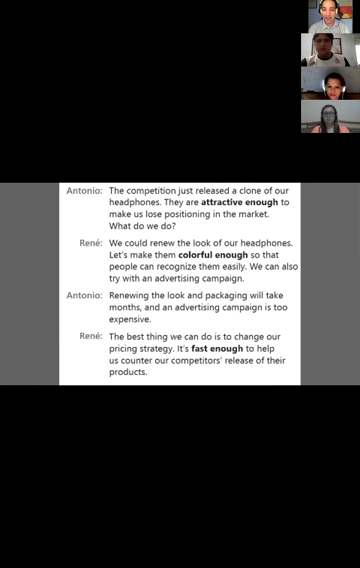 Antonio: The competition just released a clone of our
headphones. They are attractive enough to
make us lose positioning in the market.
What do we do?
René: We could renew the look of our headphones.
Let's make them colorful enough so that
people can recognize them easily. We can also
try with an advertising campaign.
Antonio: Renewing the look and packaging will take
months, and an advertising campaign is too
expensive.
René: The best thing we can do is to change our
pricing strategy. It's fast enough to help
us counter our competitors' release of their
products.